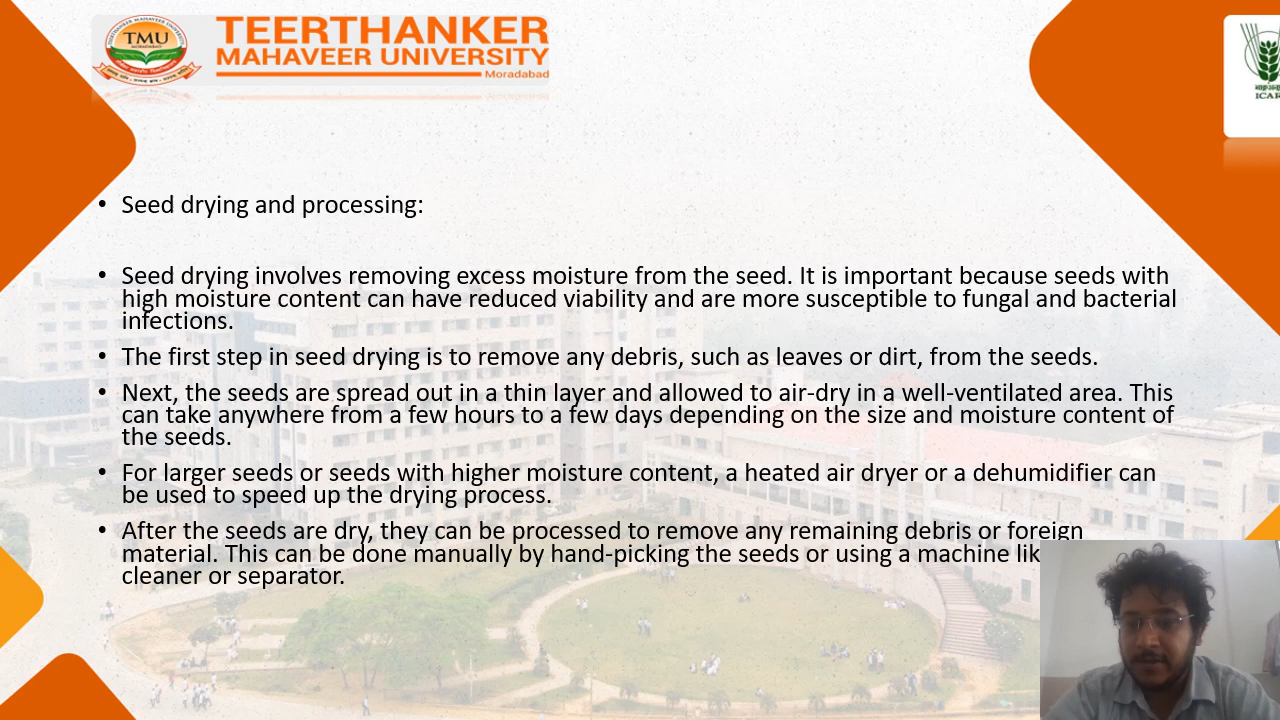 TMU
MORADABAD
TEERTHANKER
MAHAVEER UNIVERSITY
Moradabad
ICAR
• Seed drying and processing:
• Seed drying involves removing excess moisture from the seed. It is important because seeds with
high moisture content can have reduced viability and are more susceptible to fungal and bacterial
infections.
• The first step in seed drying is to remove any debris, such as leaves or dirt, from the seeds.
• Next, the seeds are spread out in a thin layer and allowed to air-dry in a well-ventilated area. This
can take anywhere from a few hours to a few days depending on the size and moisture content of
the seeds.
• For larger seeds or seeds with higher moisture content, a heated air dryer or a dehumidifier can
be used to speed up the drying process.
• After the seeds are dry, they can be processed to remove any remaining debris or foreign
material. This can be done manually by hand-picking the seeds or using a machine lik
cleaner or separator.